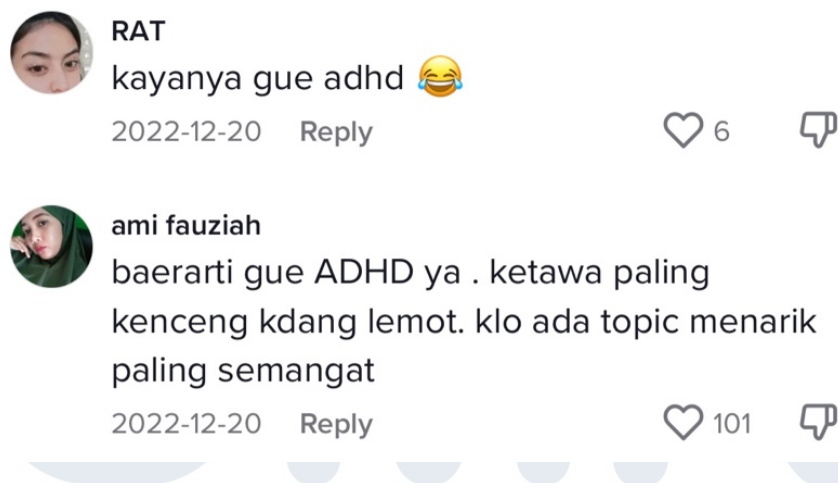 RAT
kayanya gue adhd 😂
2022-12-20 Reply 6
ami fauziah
baerarti gue ADHD ya . ketawa paling
kenceng kdang lemot. klo ada topic menarik
paling semangat
2022-12-20 Reply 101